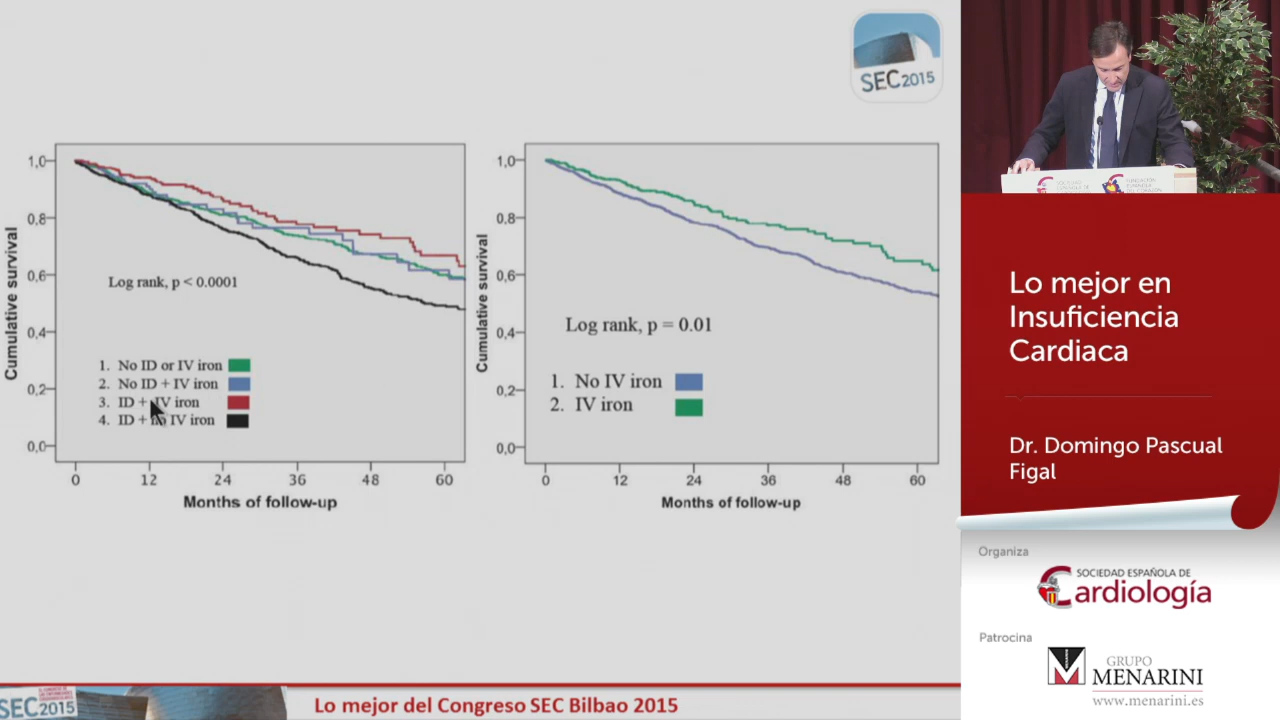 SEC2015
1,0
0,8
0,6
0,4
0,2
0,0
Cumulative survival
Log rank, p < 0.0001
1. No ID or IV iron
2. No ID + IV iron
3. ID + IV iron
4. ID + no IV iron
0 12 24 36 48 60
Months of follow-up
1,0
0,8
0,6
0,4
0,2
0,0
Cumulative survival
Log rank, p = 0.01
1. No IV iron
2. IV iron
0 12 24 36 48 60
Months of follow-up
SEC2015
Lo mejor del Congreso SEC Bilbao 2015
Lo mejor en
Insuficiencia
Cardiaca
Dr. Domingo Pascual
Figal
Organiza
SOCIEDAD ESPAÑOLA DE
Cardiología
Patrocina
GRUPO
MENARINI
www.menarini.es